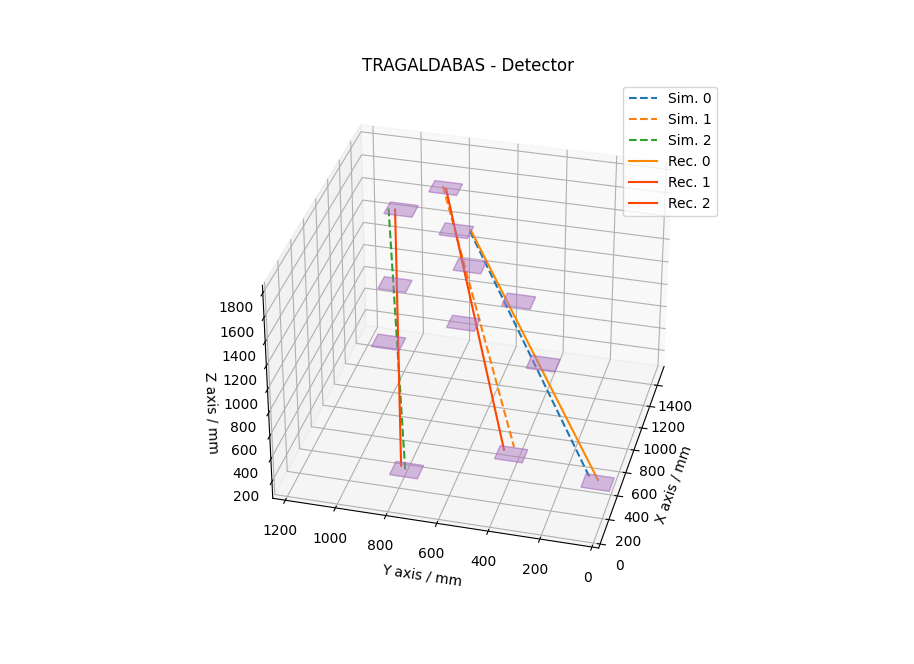 TRAGALDABAS - Detector
Sim. 0
Sim. 1
Sim. 2
Rec. 0
Rec. 1
Rec. 2
1800
1600
1400
1200
1000
800
600
400
200
Z axis / mm
1200
1000
800
600
400
200
0
Y axis / mm
1400
1200
1000
800
600
400
200
0
X axis / mm